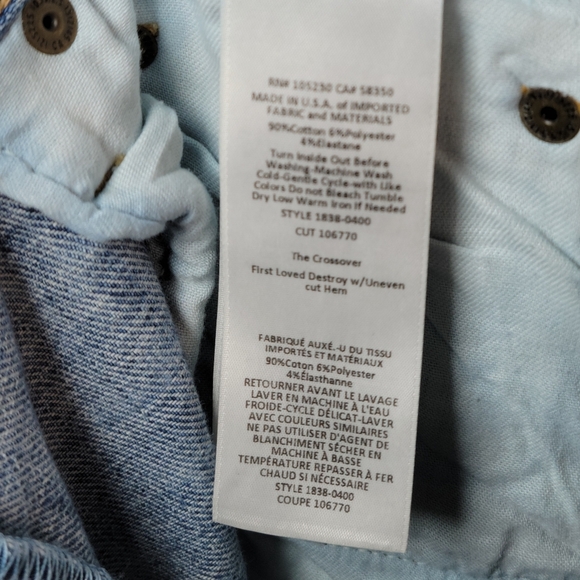 RN# 105230 CA# 58350
MADE IN U.S.A. of IMPORTED
FABRIC and MATERIALS
90%Cotton 6%Polyester
4%Elastane
Turn Inside Out Before
Washing-Machine Wash
Cold-Gentle Cycle-with Like
Colors Do not Bleach Tumble
Dry Low Warm Iron If Needed
STYLE 1838-0400
CUT 106770
The Crossover
First Loved Destroy w/Uneven
cut Hem
FABRIQUÉ AUXÉ.-U DU TISSU
IMPORTÉS ET MATÉRIAUX
90%Coton 6%Polyester
4%Élasthanne
RETOURNER AVANT LE LAVAGE
LAVER EN MACHINE À L'EAU
FROIDE-CYCLE DÉLICAT-LAVER
AVEC COULEURS SIMILAIRES
NE PAS UTILISER D'AGENT DE
BLANCHIMENT SÉCHER EN
MACHINE À BASSE
TEMPÉRATURE REPASSER À FER
CHAUD SI NÉCESSAIRE
STYLE 1838-0400
COUPE 106770